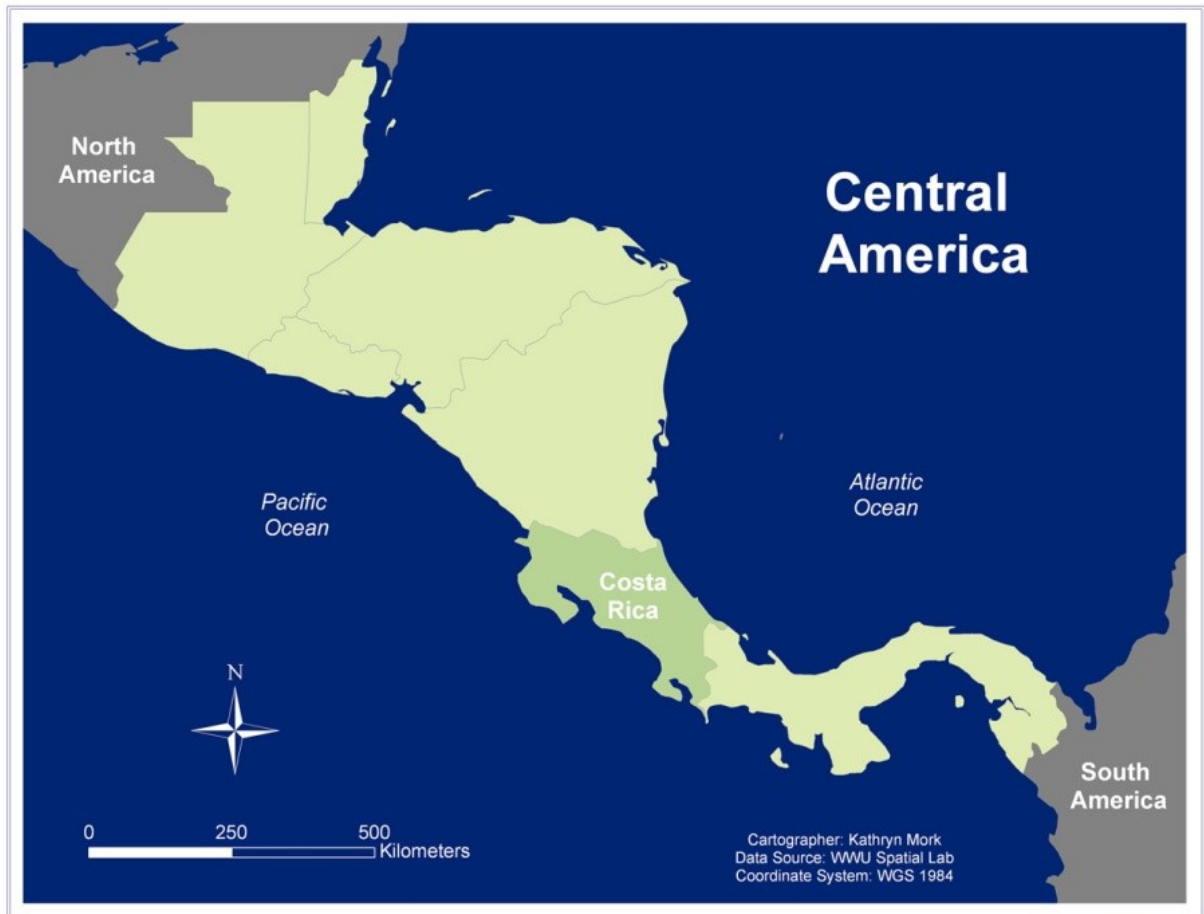 Central
America
North
America
Pacific
Ocean
Atlantic
Ocean
Costa
Rica
N
South
America
0 250 500
Kilometers
Cartographer: Kathryn Mork
Data Source: WWU Spatial Lab
Coordinate System: WGS 1984